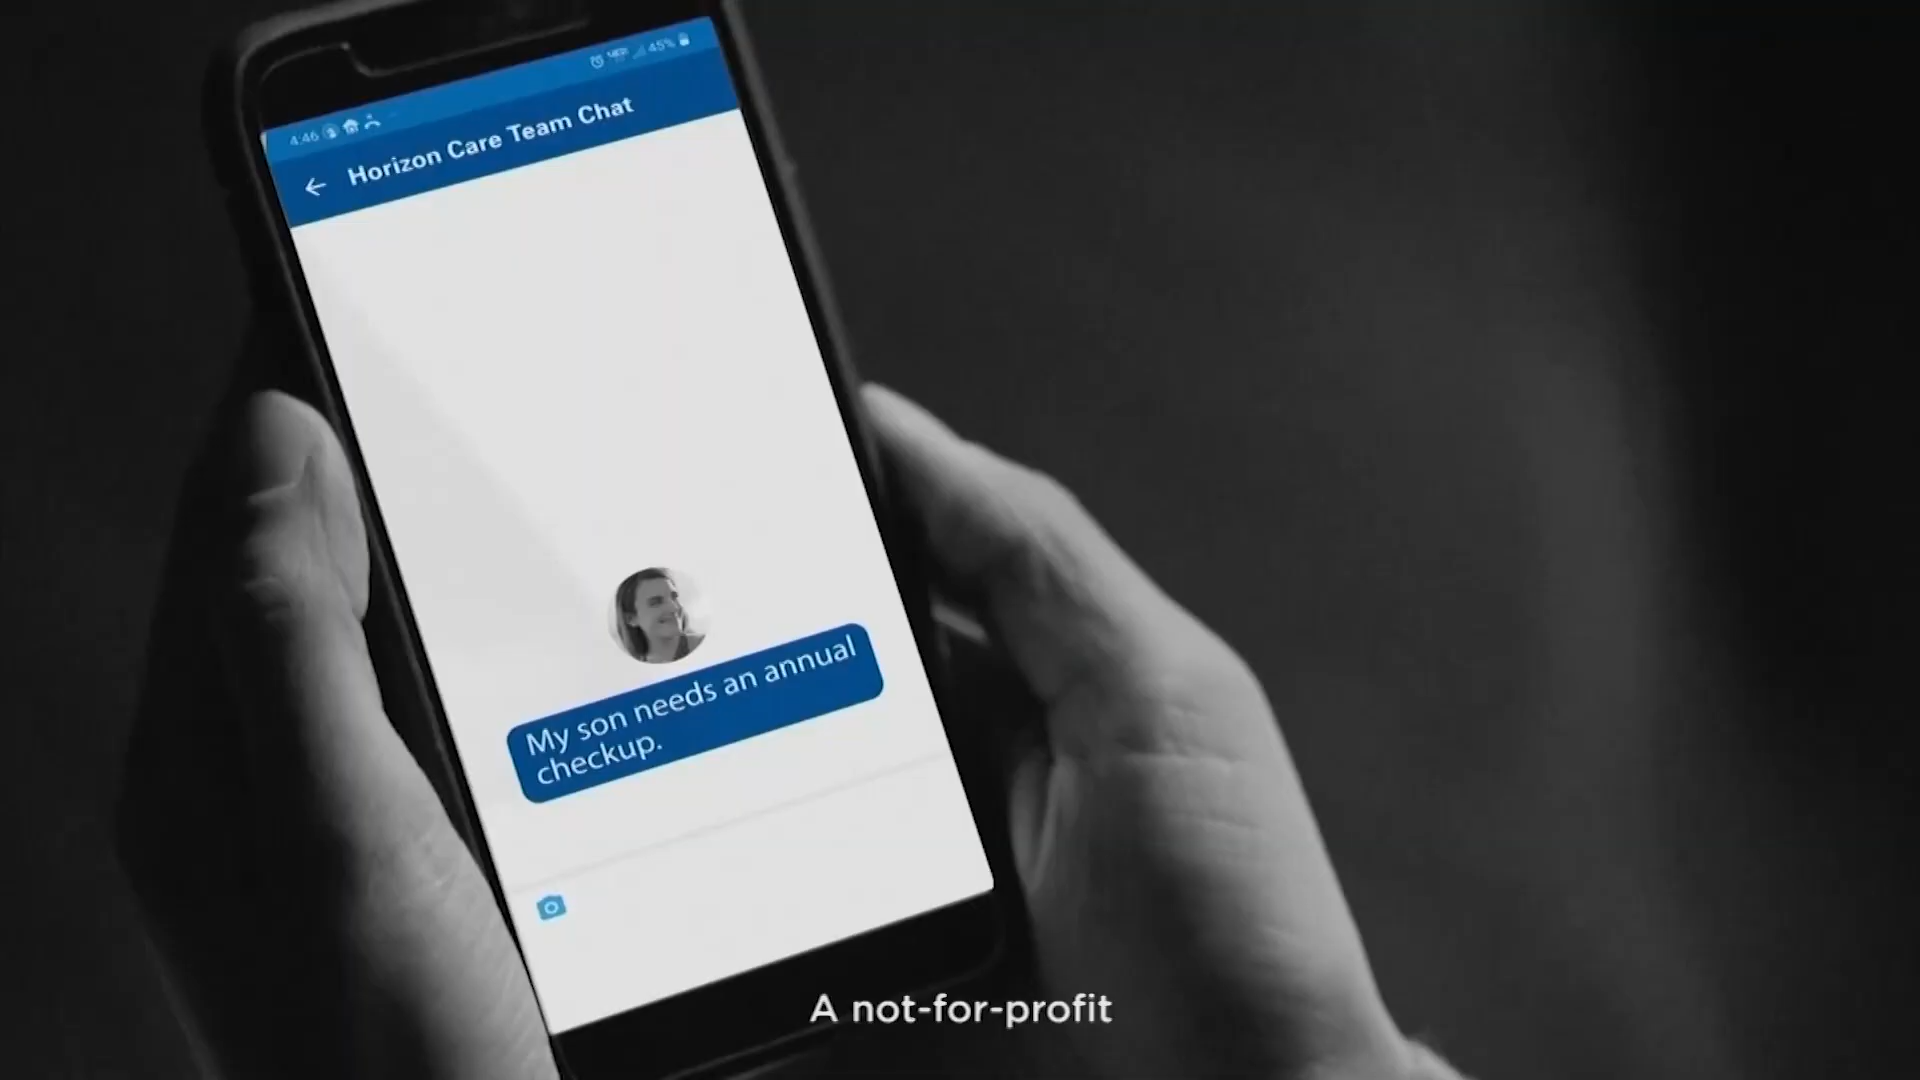 4:46
45%
Horizon Care Team Chat
My son needs an annual
checkup.
A not-for-profit